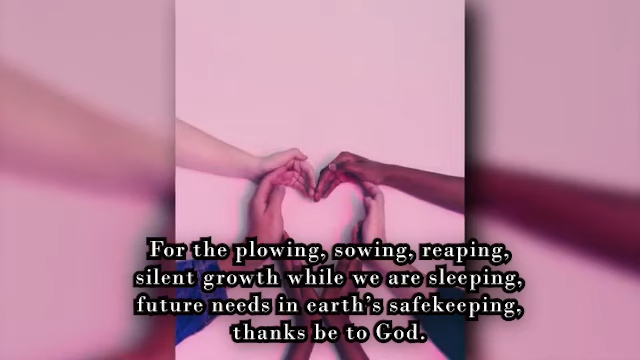 For the plowing, sowing, reaping,
silent growth while we are sleeping,
future needs in earth's safekeeping,
thanks be to God.